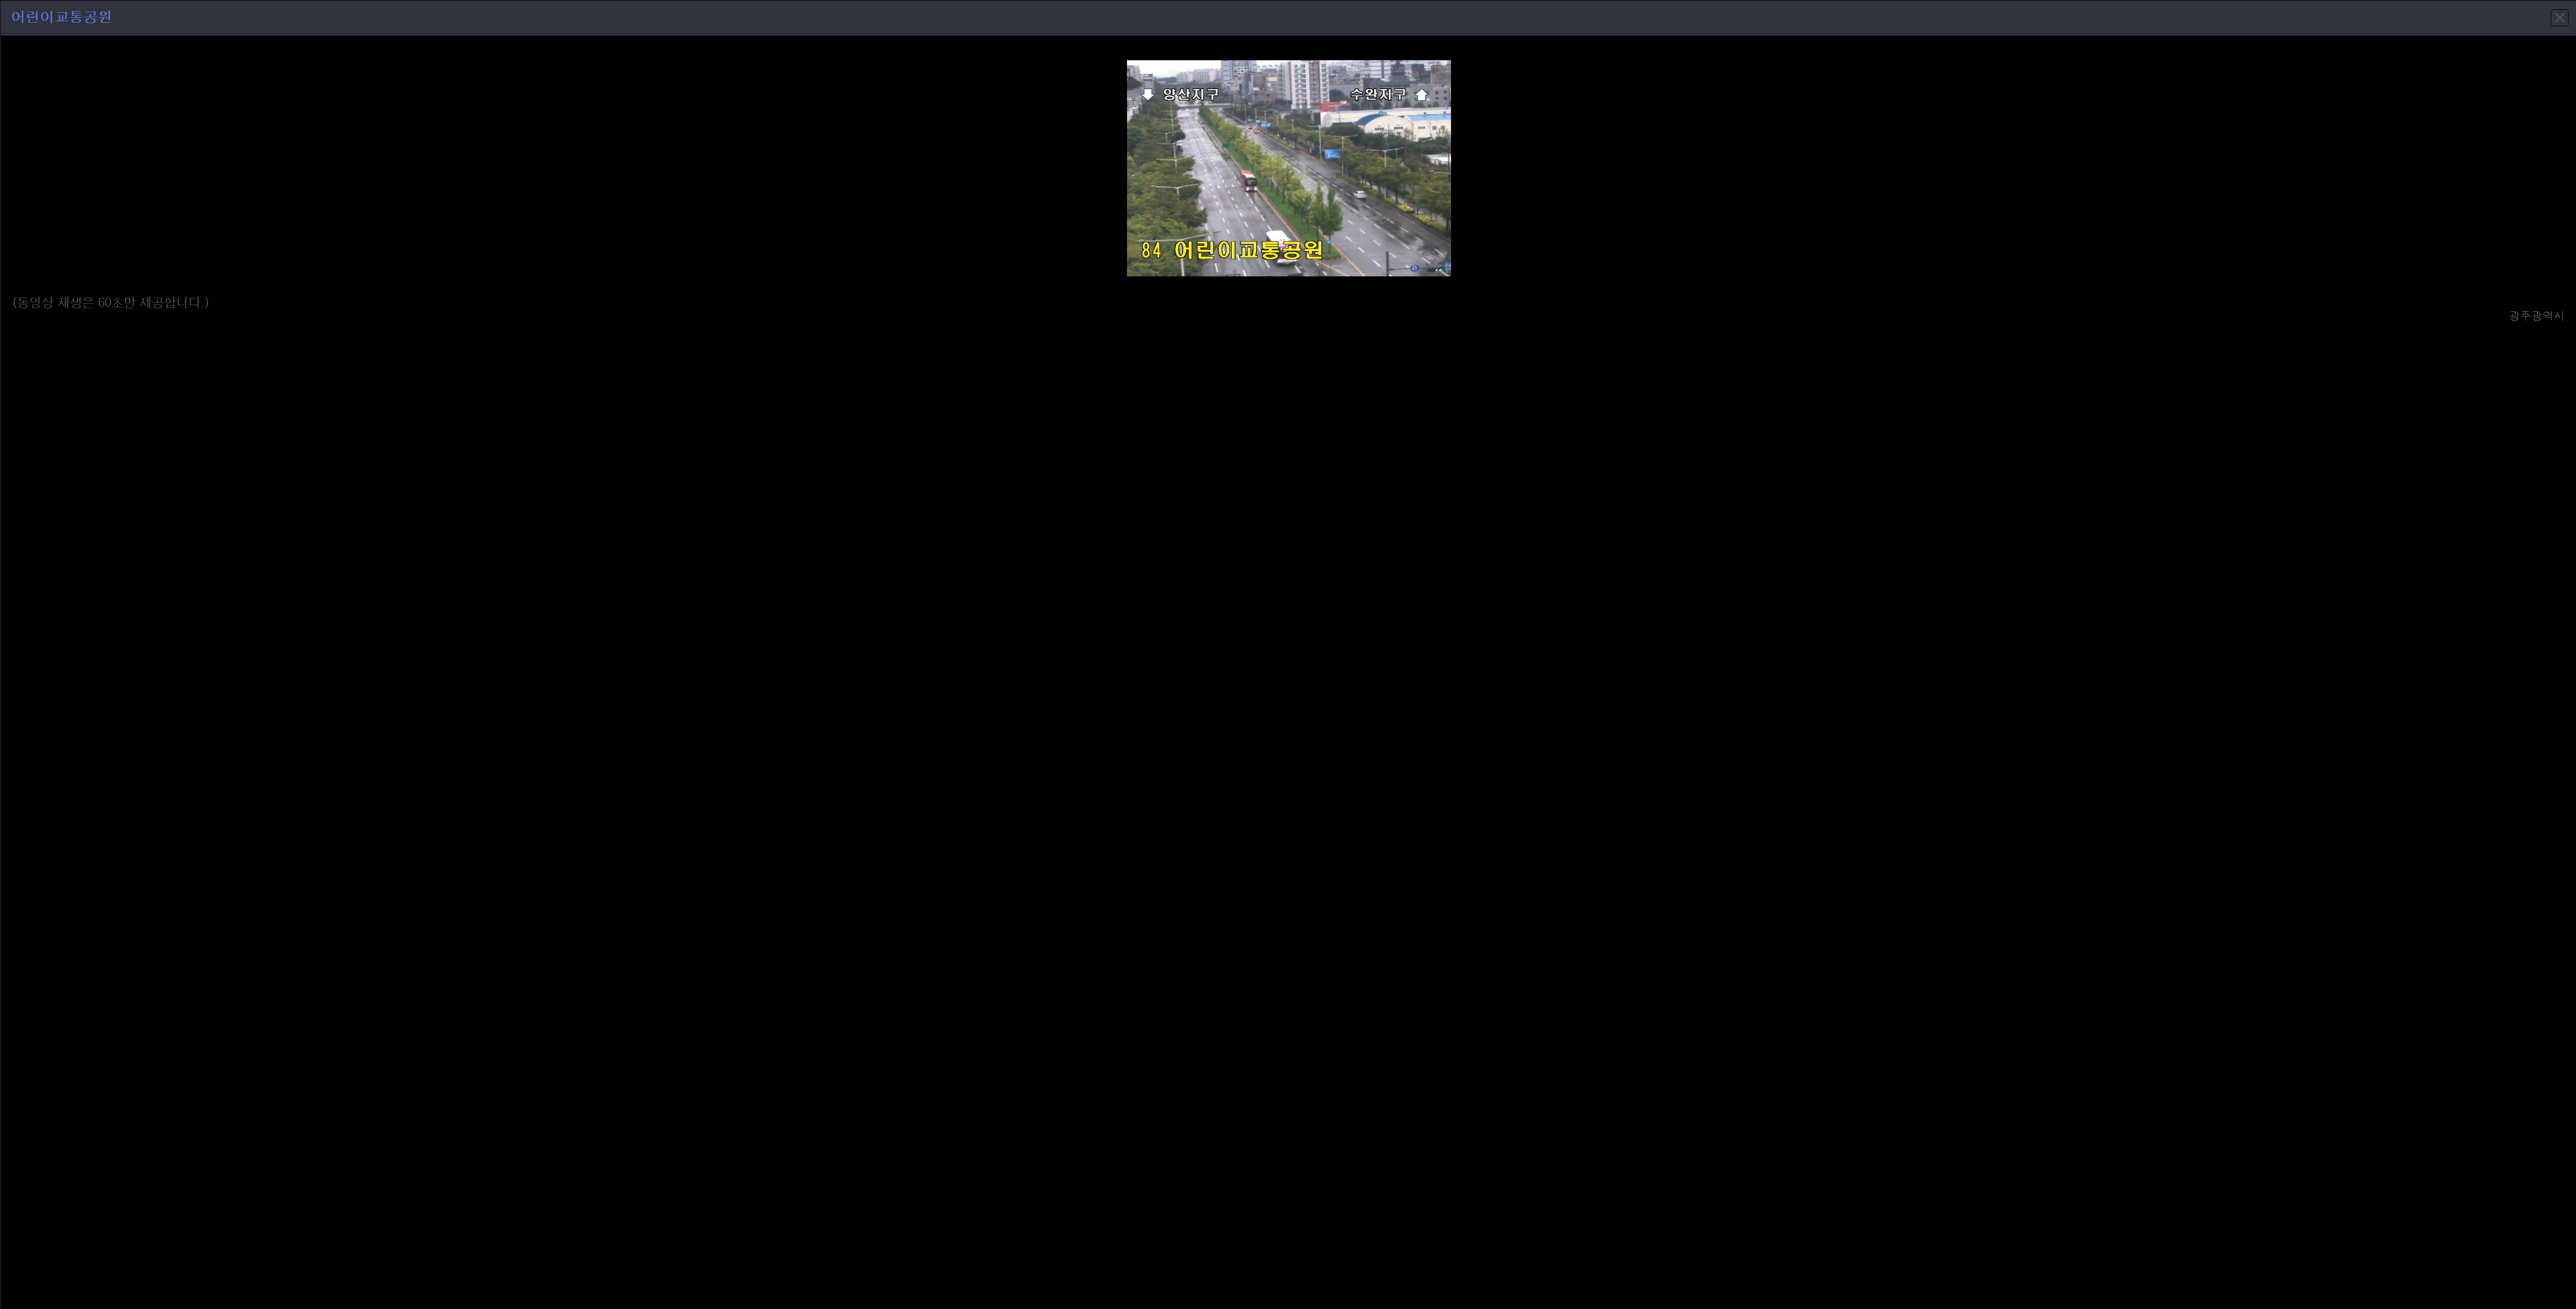 어린이교통공원
양산지구
수완지구
84 어린이교통공원
(동영상 재생은 60초만 제공합니다.)
광주광역시